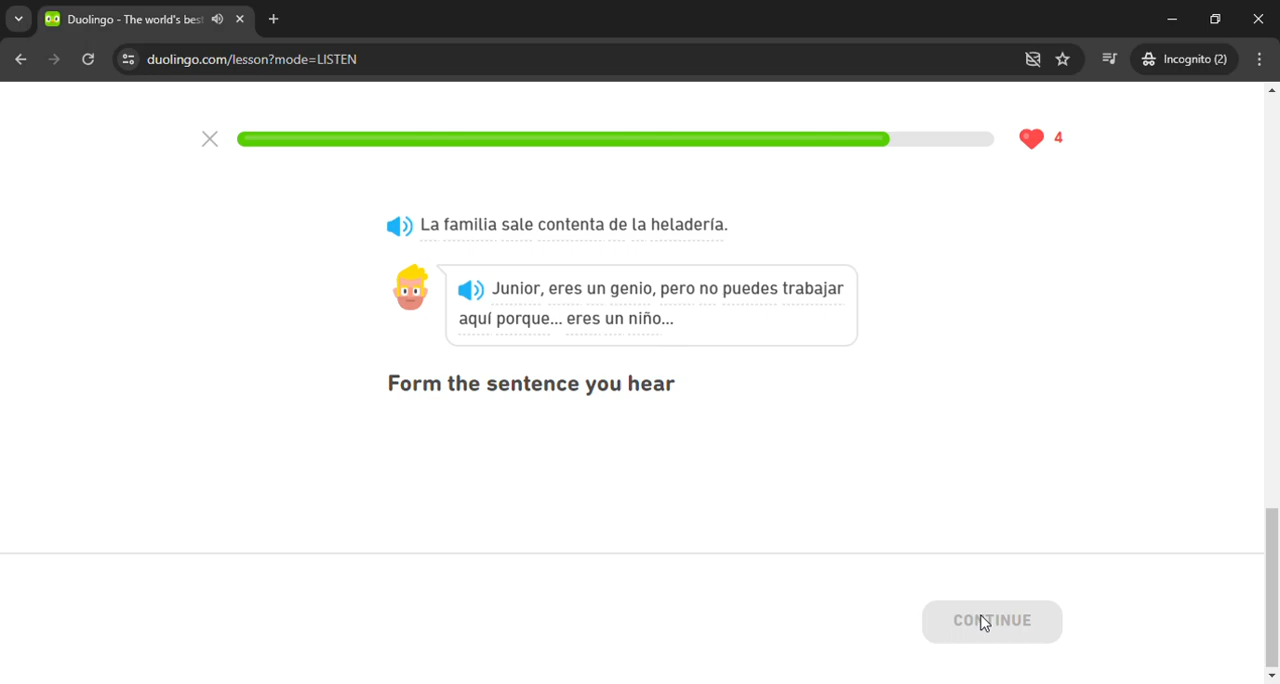 Duolingo - The world's bes
duolingo.com/lesson?mode=LISTEN
Incognito (2)
4
La familia sale contenta de la heladería.
Junior, eres un genio, pero no puedes trabajar
aquí porque... eres un niño...
Form the sentence you hear
CONTINUE